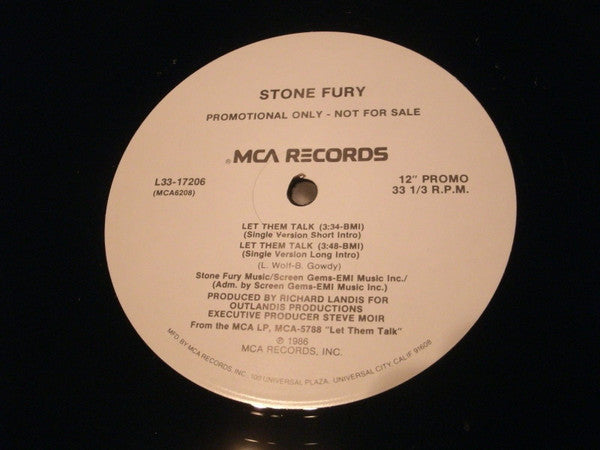 STONE FURY
PROMOTIONAL ONLY - NOT FOR SALE
® MCA RECORDS
L33-17206
(MCA6208)
12" PROMO
33 1/3 R.P.M.
LET THEM TALK (3:34-BMI)
(Single Version Short Intro)
LET THEM TALK (3:48-BMI)
(Single Version Long Intro)
(L. Wolf-B. Gowdy)
Stone Fury Music/Screen Gems-EMI Music Inc./
(Adm. by Screen Gems-EMI Music Inc.)
PRODUCED BY RICHARD LANDIS FOR
OUTLANDIS PRODUCTIONS
EXECUTIVE PRODUCER STEVE MOIR
From the MCA LP, MCA-5788 "Let Them Talk"
℗ 1986
MCA RECORDS, INC.
MFD. BY MCA RECORDS, INC., 100 UNIVERSAL PLAZA, UNIVERSAL CITY, CALIF 91608